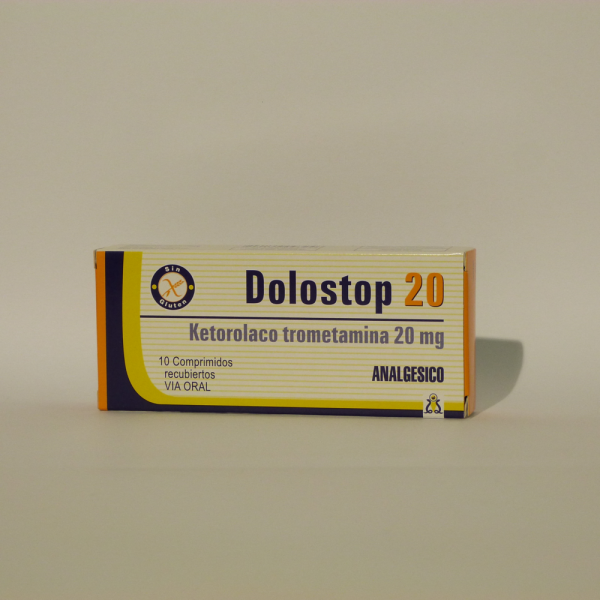 Sin
Gluten
Dolostop 20
Ketorolaco trometamina 20 mg
10 Comprimidos
recubiertos
VIA ORAL
ANALGESICO